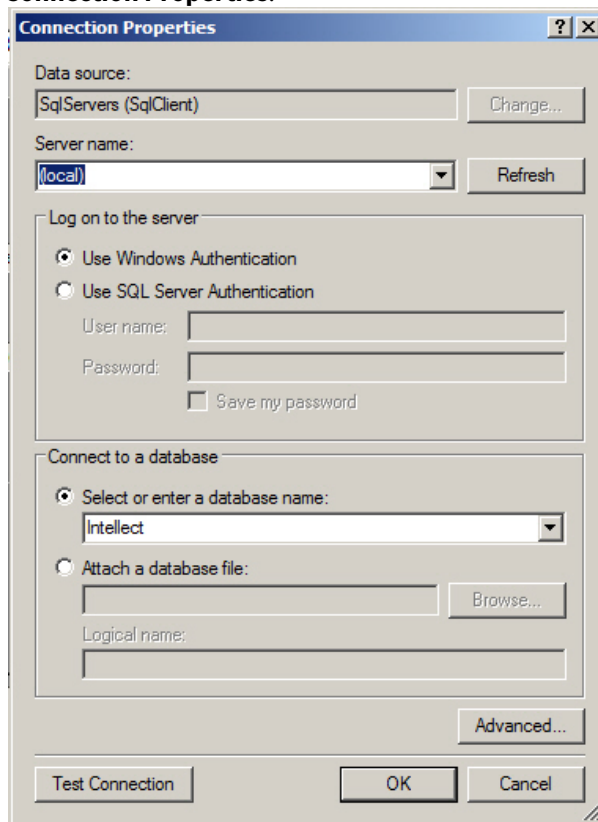 Connection Properties.
Connection Properties
Data source:
SqlServers (SqlClient)
Change...
Server name:
(local)
Refresh
Log on to the server
Use Windows Authentication
Use SQL Server Authentication
User name:
Password:
Save my password
Connect to a database
Select or enter a database name:
Intellect
Attach a database file:
Browse...
Logical name:
Advanced...
Test Connection
OK
Cancel